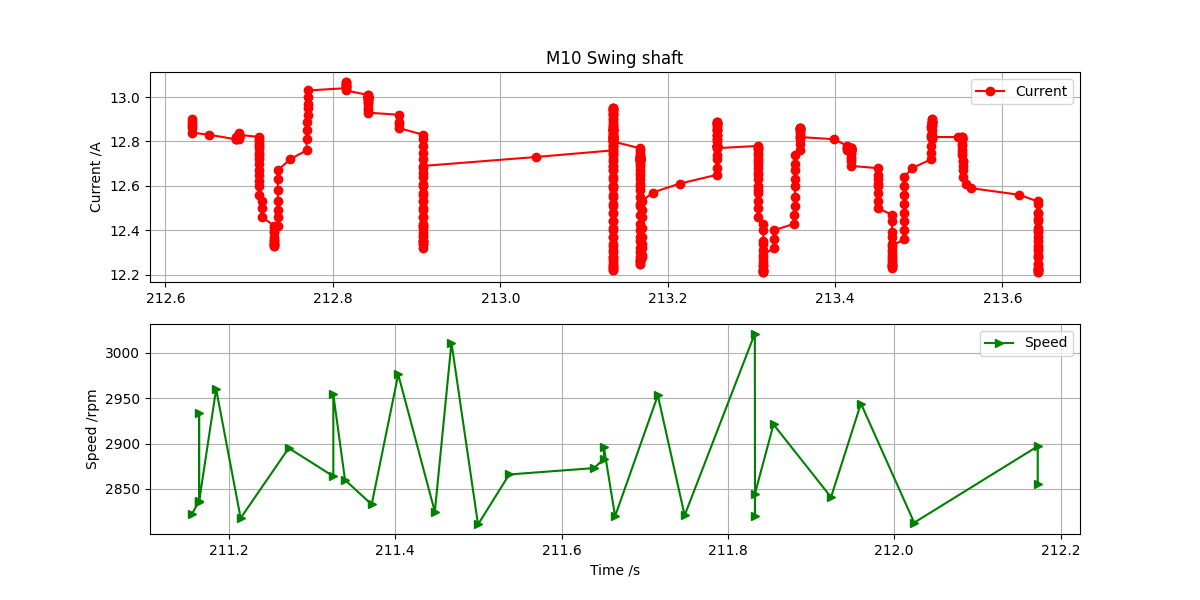 M10 Swing shaft
Current /A
13.0
12.8
12.6
12.4
12.2
Current
212.6 212.8 213.0 213.2 213.4 213.6
Speed /rpm
3000
2950
2900
2850
Speed
211.2 211.4 211.6 211.8 212.0 212.2
Time /s